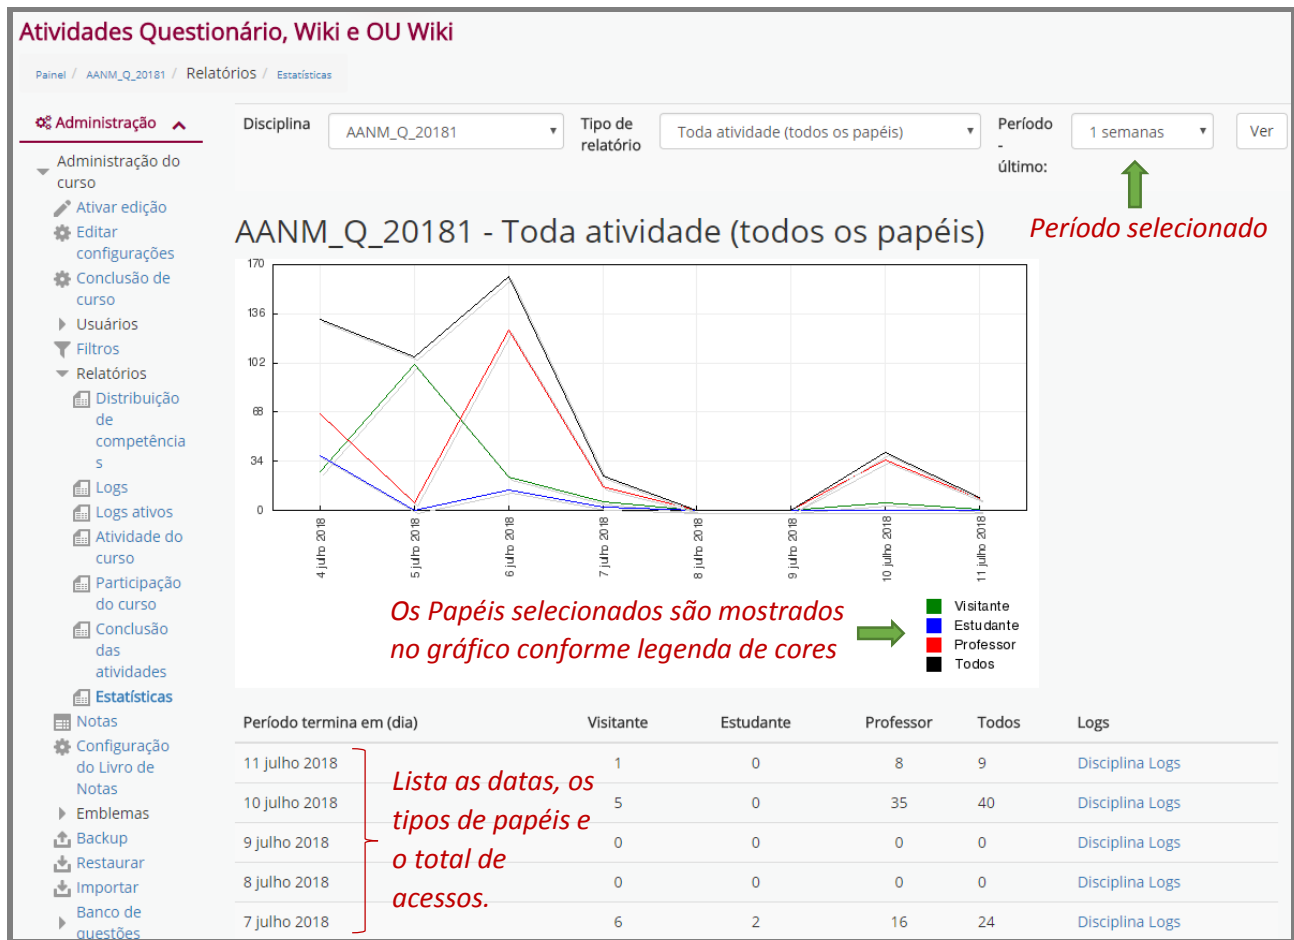 Atividades Questionário, Wiki e OU Wiki
Painel / AANM_Q_20181 / Relatórios / Estatísticas
Administração
Administração do
curso
Ativar edição
Editar
configurações
Conclusão de
curso
Usuários
Filtros
Relatórios
Distribuição
de
competência
s
Logs
Logs ativos
Atividade do
curso
Participação
do curso
Conclusão
das
atividades
Estatísticas
Notas
Configuração
do Livro de
Notas
Emblemas
Backup
Restaurar
Importar
Banco de
questões
Disciplina
AANM_Q_20181
Tipo de
relatório
Toda atividade (todos os papéis)
Período
-
último:
1 semanas
Ver
Período selecionado
AANM_Q_20181 - Toda atividade (todos os papéis)
170
136
102
68
34
0
4 julho 2018
5 julho 2018
6 julho 2018
7 julho 2018
8 julho 2018
9 julho 2018
10 julho 2018
11 julho 2018
Os Papéis selecionados são mostrados
no gráfico conforme legenda de cores
Visitante
Estudante
Professor
Todos
Período termina em (dia) Visitante Estudante Professor Todos Logs
11 julho 2018 1 0 8 9 Disciplina Logs
10 julho 2018 5 0 35 40 Disciplina Logs
9 julho 2018 0 0 0 0 Disciplina Logs
8 julho 2018 0 0 0 0 Disciplina Logs
7 julho 2018 6 2 16 24 Disciplina Logs
Lista as datas, os
tipos de papéis e
o total de
acessos.